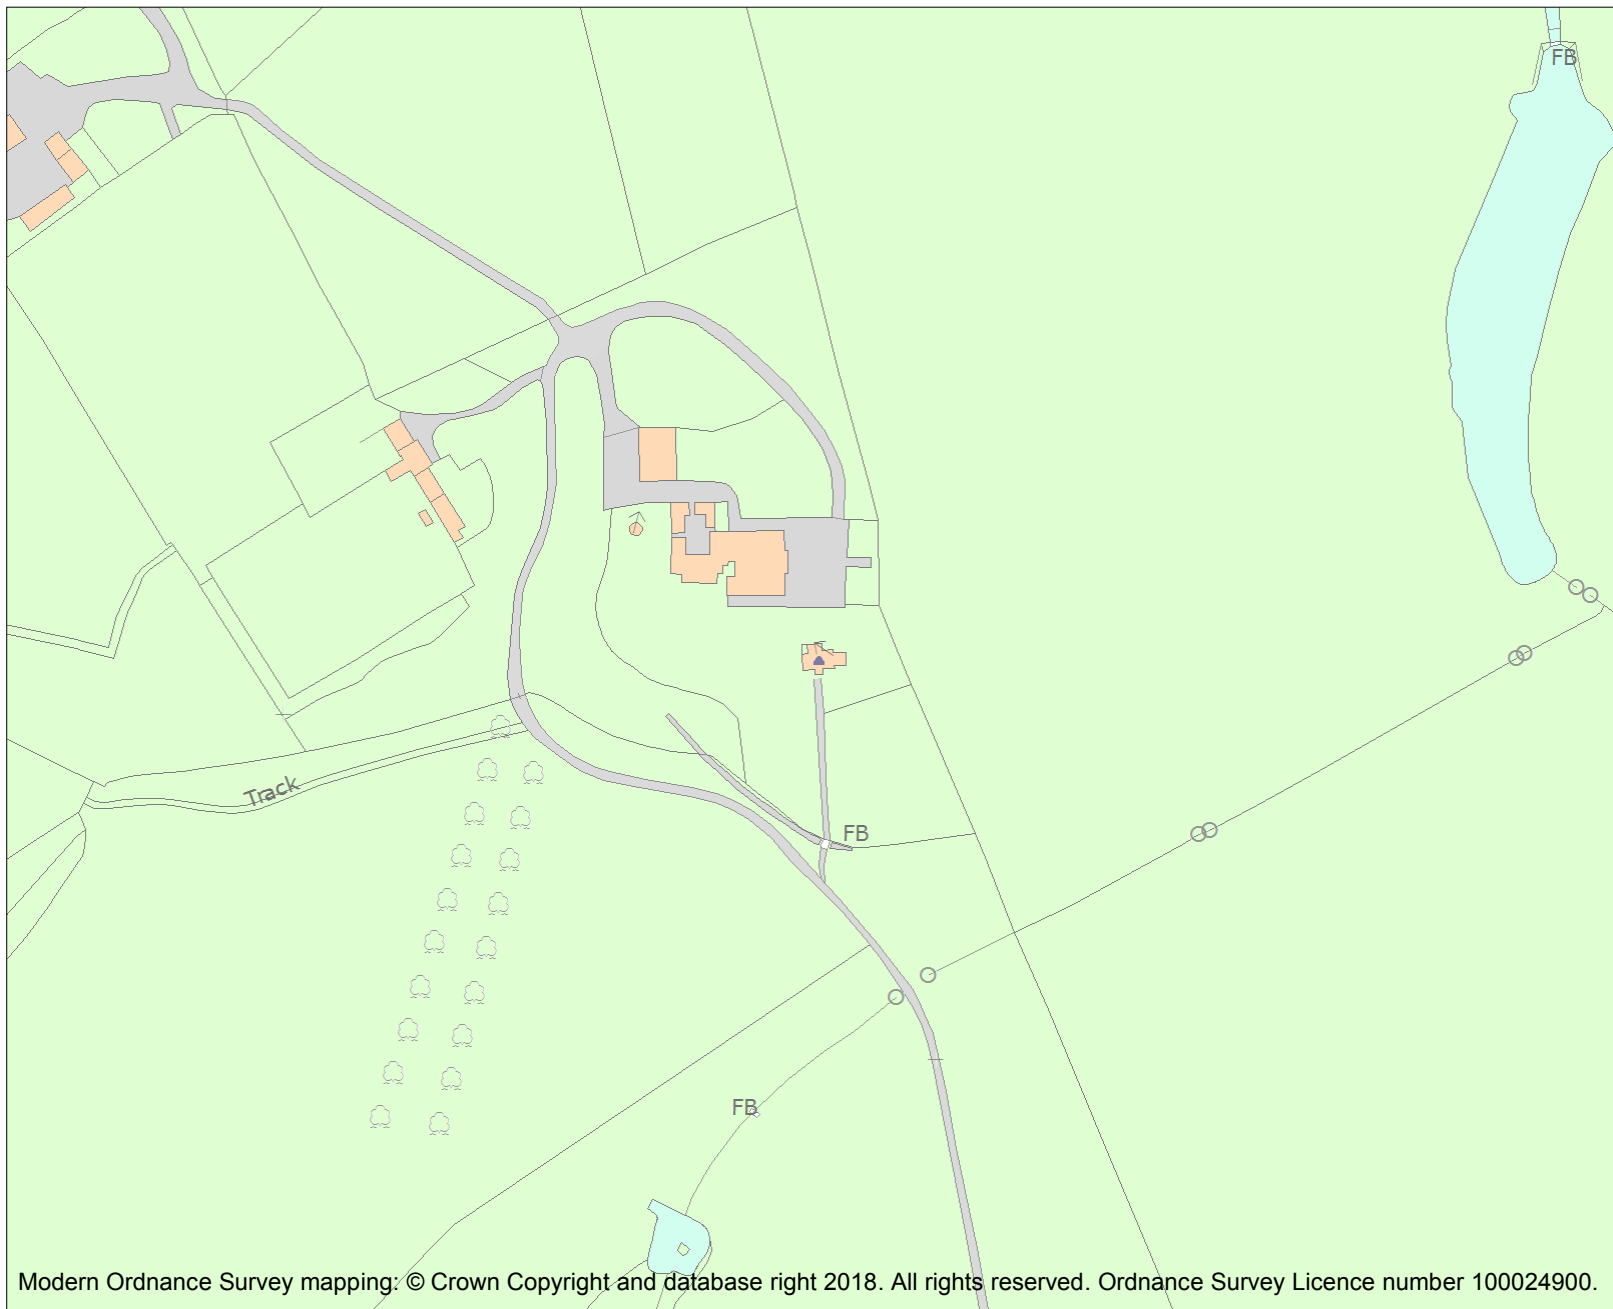 FB
Track
FB
FB
Modern Ordnance Survey mapping: © Crown Copyright and database right 2018. All rights reserved. Ordnance Survey Licence number 100024900.